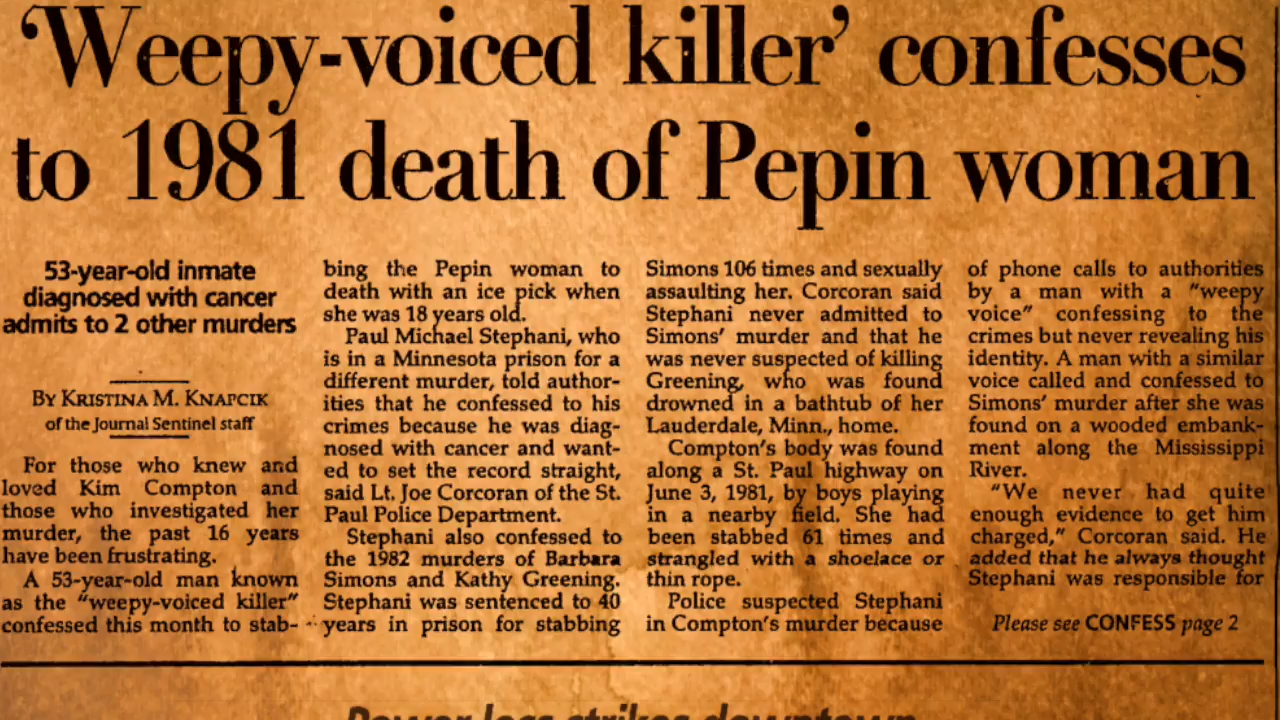 ‘Weepy-voiced killer’ confesses
to 1981 death of Pepin woman
53-year-old inmate
diagnosed with cancer
admits to 2 other murders
BY KRISTINA M. KNAPCIK
of the Journal Sentinel staff
For those who knew and
loved Kim Compton and
those who investigated her
murder, the past 16 years
have been frustrating.
A 53-year-old man known
as the “weepy-voiced killer”
confessed this month to stab-
bing the Pepin woman to
death with an ice pick when
she was 18 years old.
Paul Michael Stephani, who
is in a Minnesota prison for a
different murder, told author-
ities that he confessed to his
crimes because he was diag-
nosed with cancer and want-
ed to set the record straight,
said Lt. Joe Corcoran of the St.
Paul Police Department.
Stephani also confessed to
the 1982 murders of Barbara
Simons and Kathy Greening.
Stephani was sentenced to 40
years in prison for stabbing
Simons 106 times and sexually
assaulting her. Corcoran said
Stephani never admitted to
Simons’ murder and that he
was never suspected of killing
Greening, who was found
drowned in a bathtub of her
Lauderdale, Minn., home.
Compton’s body was found
along a St. Paul highway on
June 3, 1981, by boys playing
in a nearby field. She had
been stabbed 61 times and
strangled with a shoelace or
thin rope.
Police suspected Stephani
in Compton’s murder because
of phone calls to authorities
by a man with a “weepy
voice” confessing to the
crimes but never revealing his
identity. A man with a similar
voice called and confessed to
Simons’ murder after she was
found on a wooded embank-
ment along the Mississippi
River.
“We never had quite
enough evidence to get him
charged,” Corcoran said. He
added that he always thought
Stephani was responsible for
Please see CONFESS page 2
Power loss strikes downtown